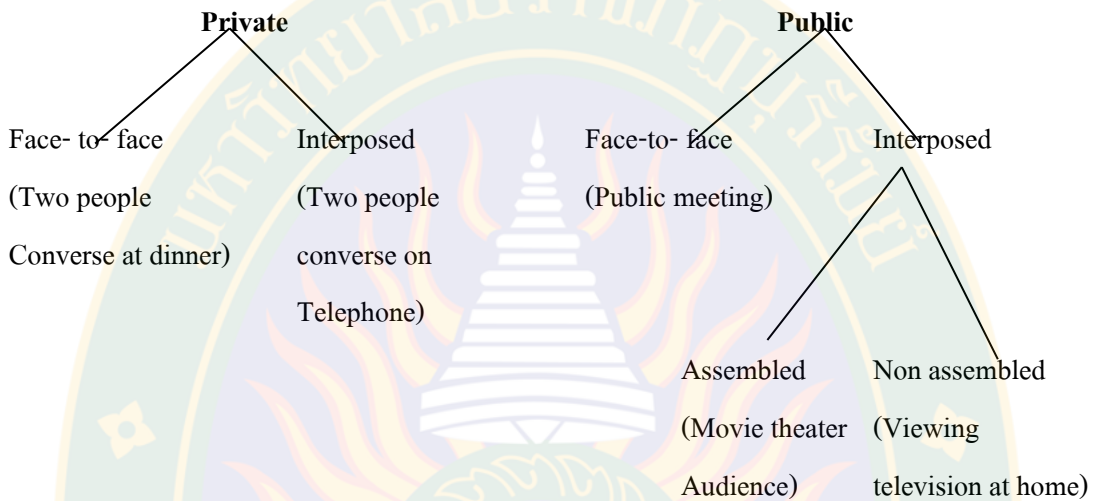 Private Public
Face- to- face Interposed Face-to- face Interposed
(Two people (Two people (Public meeting)
Converse at dinner) converse on
Telephone)
Assembled Non assembled
(Movie theater (Viewing
Audience) television at home)